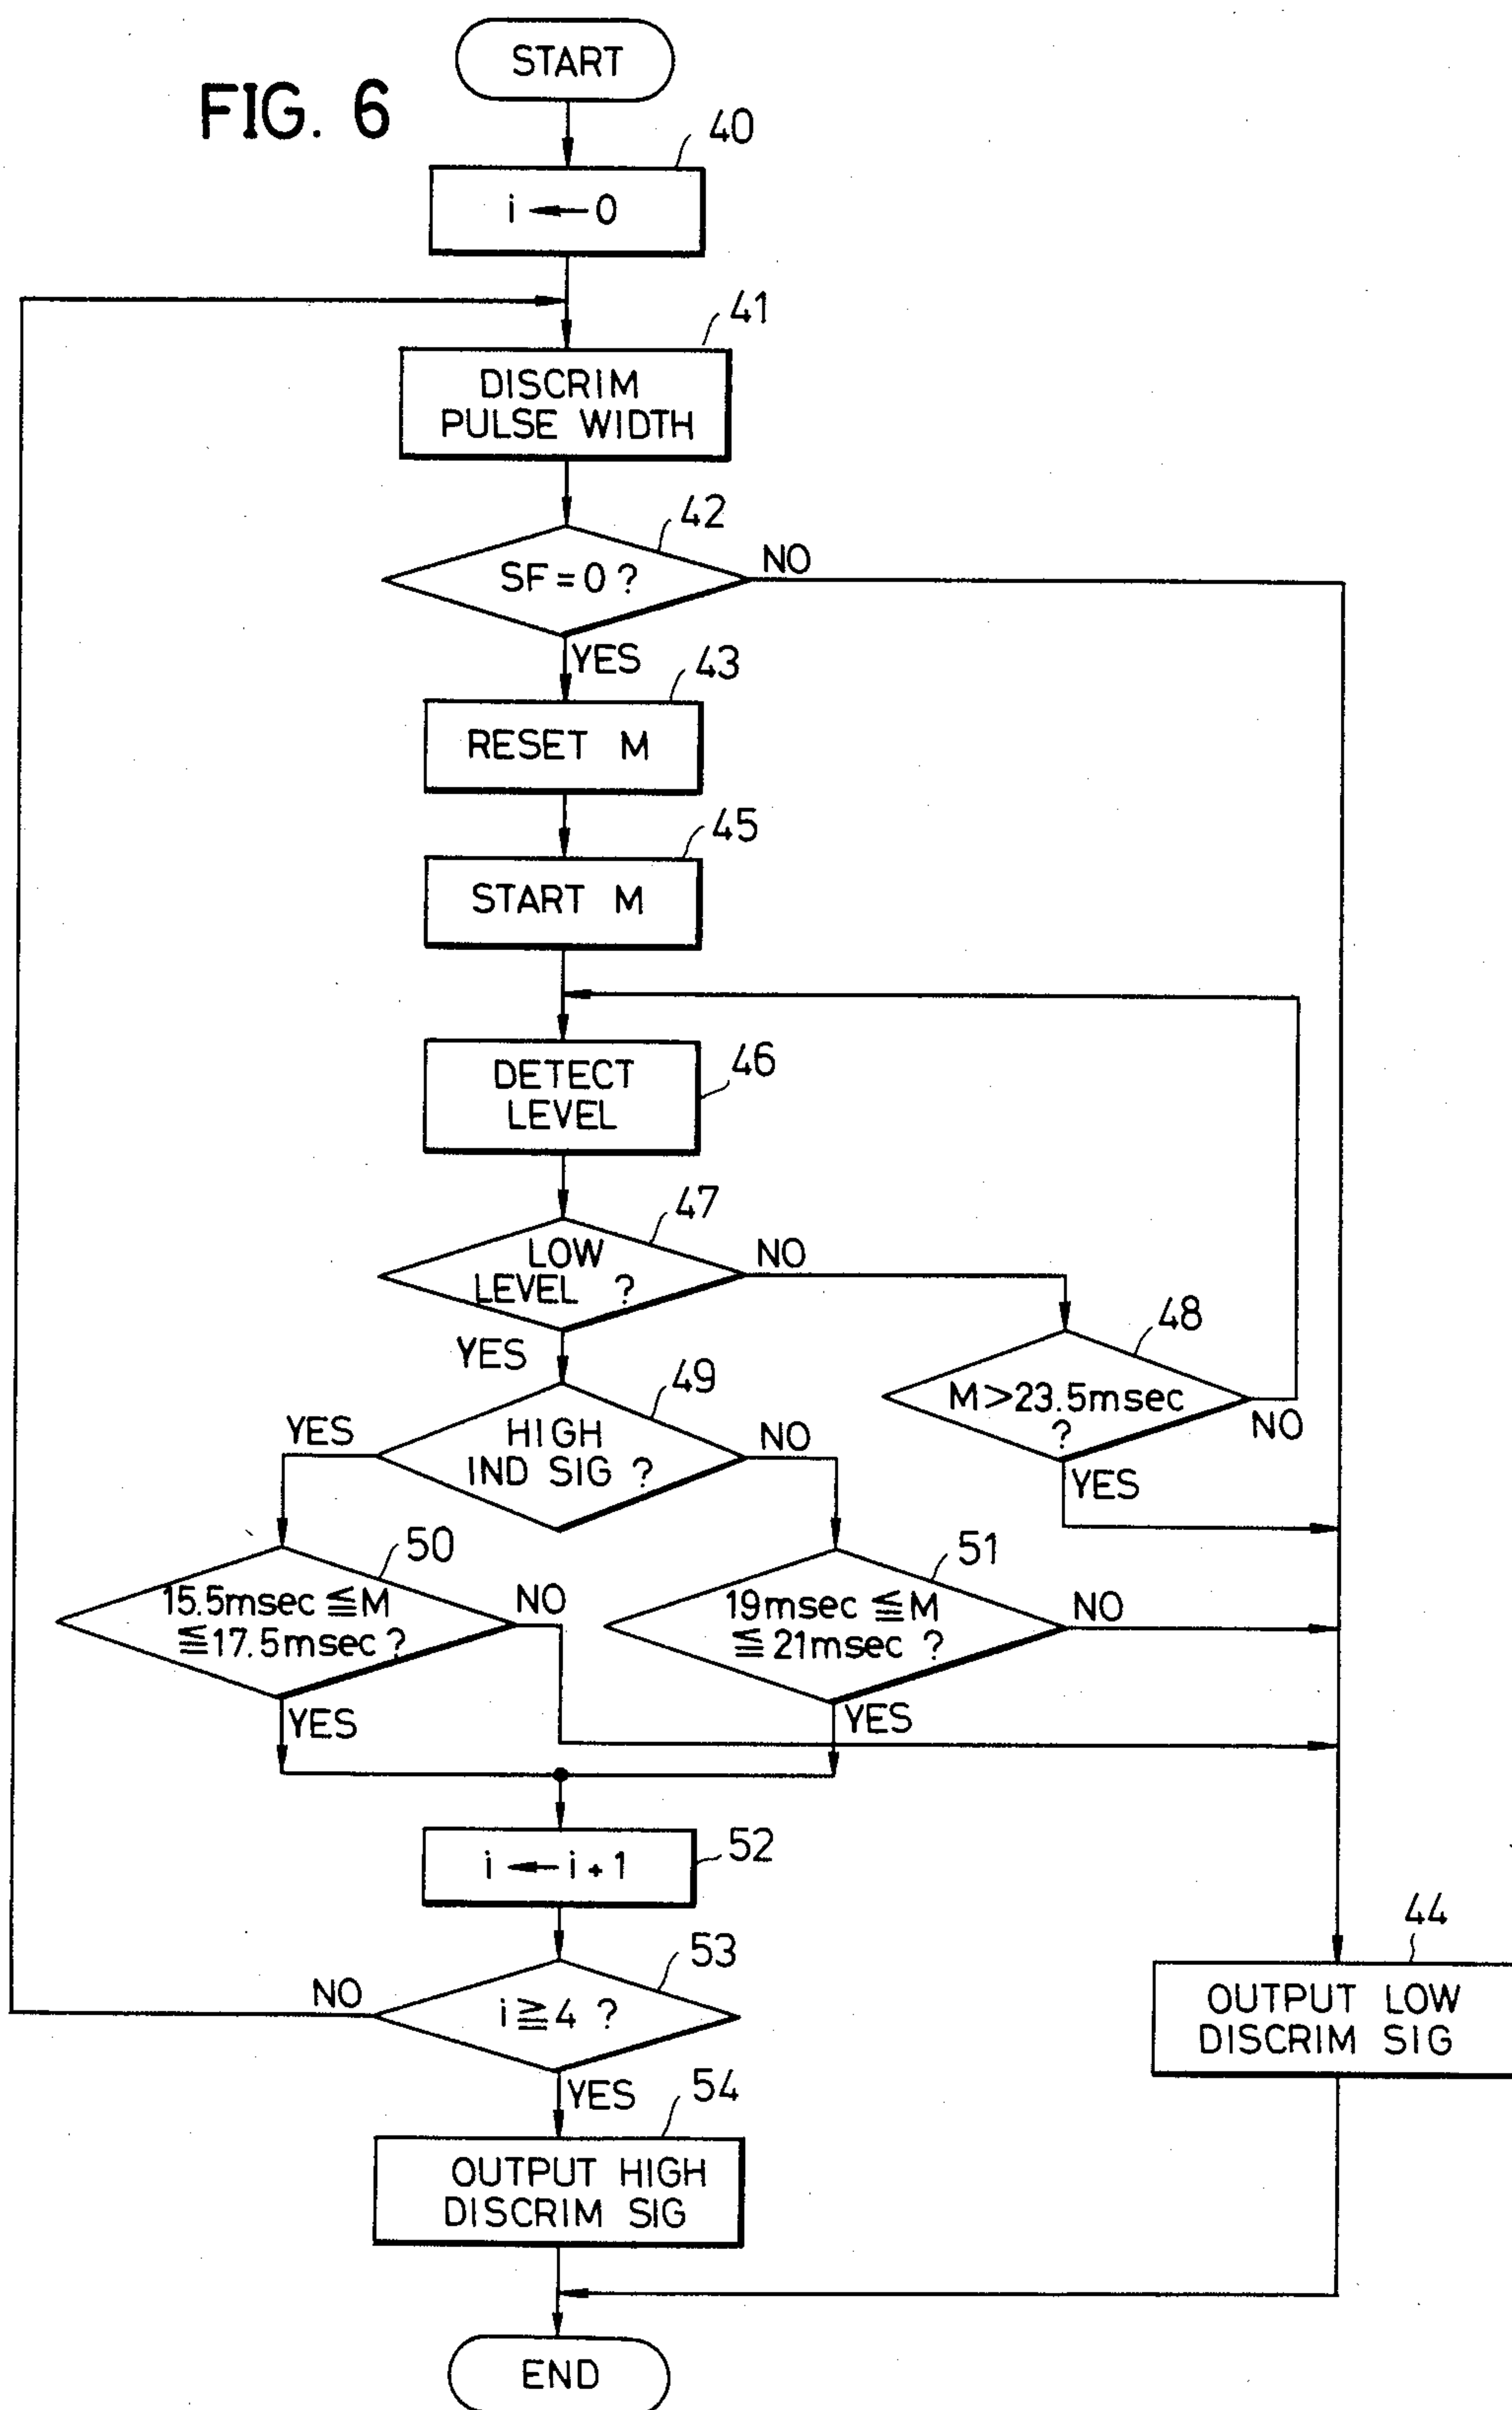 START
FIG. 6
40
i ← 0
41
DISCRIM
PULSE WIDTH
42
SF = 0 ?
NO
YES
43
RESET M
45
START M
46
DETECT
LEVEL
47
LOW
LEVEL ?
NO
YES
48
M > 23.5msec
?
NO
YES
49
HIGH
IND SIG ?
YES
NO
50
15.5msec ≦ M
≦ 17.5msec ?
NO
YES
51
19msec ≦ M
≦ 21msec ?
NO
YES
52
i ← i + 1
53
i ≧ 4 ?
NO
YES
44
OUTPUT LOW
DISCRIM SIG
54
OUTPUT HIGH
DISCRIM SIG
END